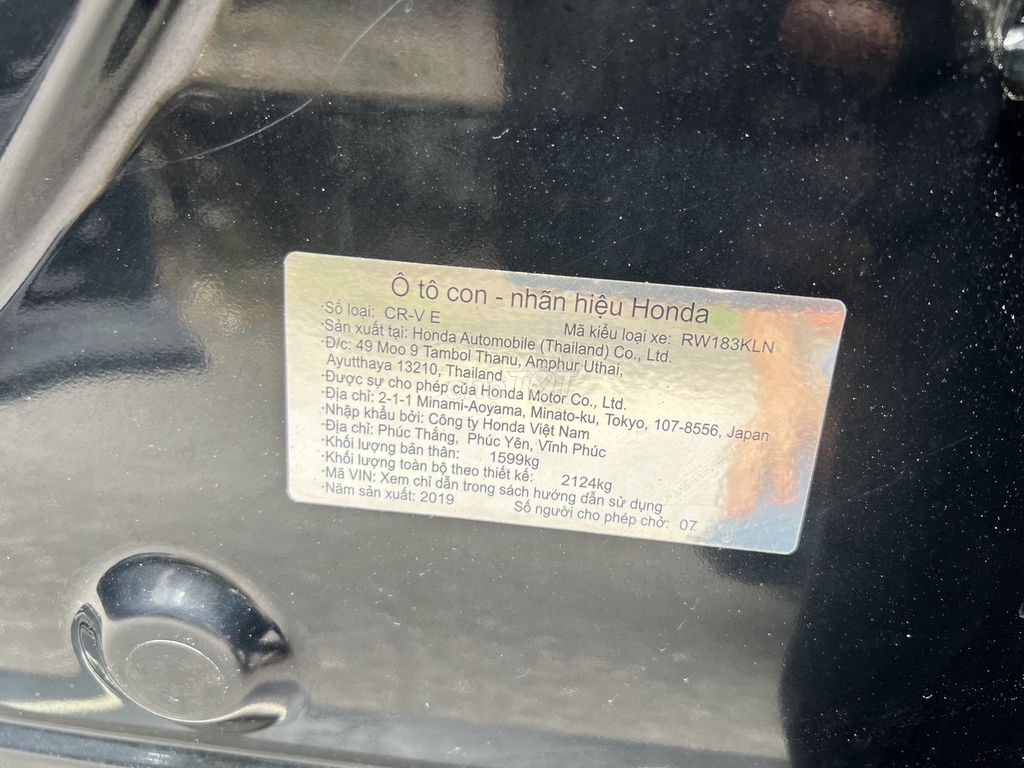 Ô tô con - nhãn hiệu Honda
·Số loại: CR-V E Mã kiểu loại xe: RW183KLN
·Sản xuất tại: Honda Automobile (Thailand) Co., Ltd.
·Đ/c: 49 Moo 9 Tambol Thanu, Amphur Uthai,
Ayutthaya 13210, Thailand
·Được sự cho phép của Honda Motor Co., Ltd.
·Địa chỉ: 2-1-1 Minami-Aoyama, Minato-ku, Tokyo, 107-8556, Japan
·Nhập khẩu bởi: Công ty Honda Việt Nam
·Địa chỉ: Phúc Thắng, Phúc Yên, Vĩnh Phúc
·Khối lượng bản thân: 1599kg
·Khối lượng toàn bộ theo thiết kế: 2124kg
·Mã VIN: Xem chỉ dẫn trong sách hướng dẫn sử dụng
·Năm sản xuất: 2019 Số người cho phép chở: 07